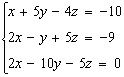 x + 5y − 4z = −10
2x − y + 5z = −9
2x − 10y − 5z = 0